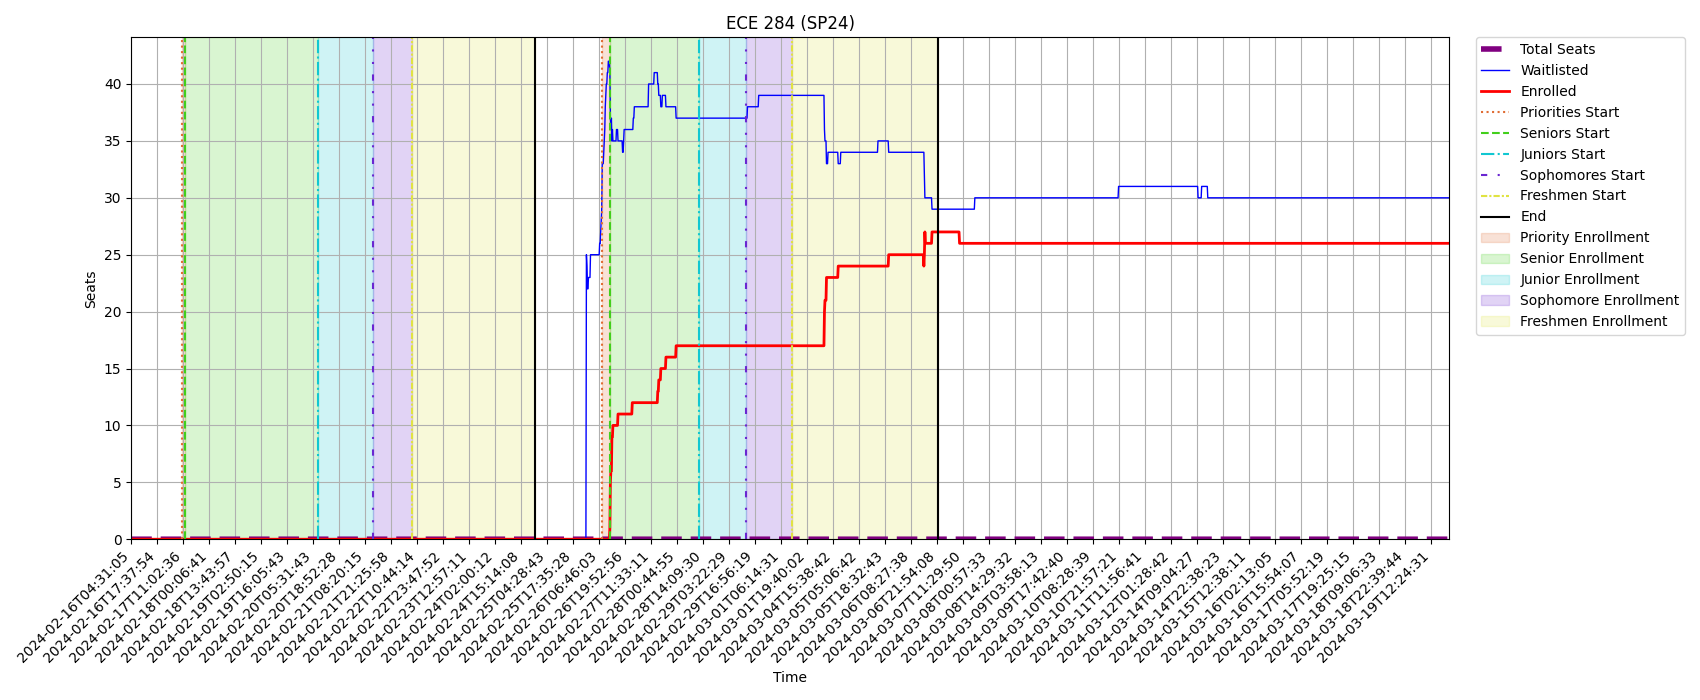 ECE 284 (SP24)
Seats
40
35
30
25
20
15
10
5
0
2024-02-16T04:31:05
2024-02-16T17:37:54
2024-02-17T11:02:36
2024-02-18T00:06:41
2024-02-18T13:43:57
2024-02-19T02:50:15
2024-02-19T16:05:43
2024-02-20T05:31:43
2024-02-20T18:52:28
2024-02-21T08:20:15
2024-02-21T21:25:58
2024-02-22T10:44:14
2024-02-22T23:47:52
2024-02-23T12:57:11
2024-02-24T02:00:12
2024-02-24T15:14:08
2024-02-25T04:28:43
2024-02-25T17:35:28
2024-02-26T06:46:03
2024-02-26T19:52:56
2024-02-27T11:33:11
2024-02-28T00:44:55
2024-02-28T14:09:30
2024-02-29T03:22:29
2024-02-29T16:56:19
2024-03-01T06:14:31
2024-03-01T19:40:02
2024-03-04T15:38:42
2024-03-05T05:06:42
2024-03-05T18:32:43
2024-03-06T08:27:38
2024-03-06T21:54:08
2024-03-07T11:29:50
2024-03-08T00:57:33
2024-03-08T14:29:32
2024-03-09T03:58:13
2024-03-09T17:42:40
2024-03-10T08:28:39
2024-03-10T21:57:21
2024-03-11T11:56:41
2024-03-12T01:28:42
2024-03-14T09:04:27
2024-03-14T22:38:23
2024-03-15T12:38:11
2024-03-16T02:13:05
2024-03-16T15:54:07
2024-03-17T05:52:19
2024-03-17T19:25:15
2024-03-18T09:06:33
2024-03-18T22:39:44
2024-03-19T12:24:31
Time
Total Seats
Waitlisted
Enrolled
Priorities Start
Seniors Start
Juniors Start
Sophomores Start
Freshmen Start
End
Priority Enrollment
Senior Enrollment
Junior Enrollment
Sophomore Enrollment
Freshmen Enrollment